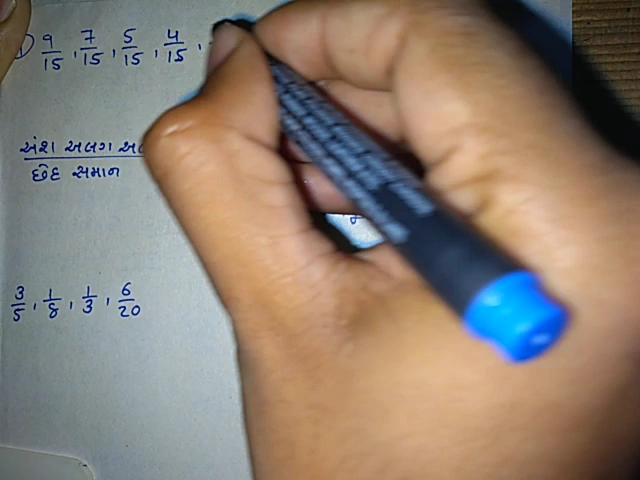 1) 9/15, 7/15, 5/15, 4/15,
અંશ અલગ
છેદ સમાન
3/5, 1/8, 1/3, 6/20